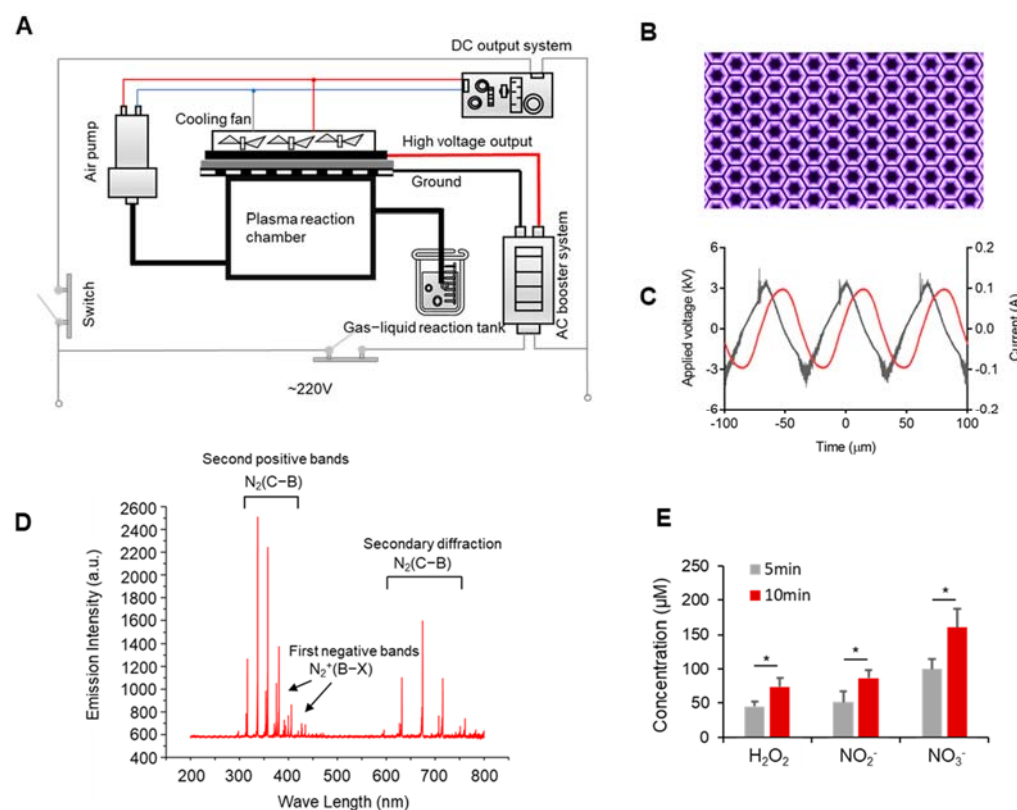 A
DC output system
Cooling fan
Air pump
High voltage output
Ground
Plasma reaction
chamber
AC booster system
Switch
Gas−liquid reaction tank
~220V
B
C
6
3
0
-3
-6
Applied voltage (kV)
0.2
0.1
0.0
-0.1
-0.2
Current (A)
-100
-50
0
50
100
Time (μm)
D
Second positive bands
N₂(C−B)
Secondary diffraction
N₂(C−B)
First negative bands
N₂⁺(B−X)
2600
2400
2200
2000
1800
1600
1400
1200
1000
800
600
400
Emission Intensity (a.u.)
200
300
400
500
600
700
800
Wave Length (nm)
E
5min
10min
250
200
150
100
50
0
Concentration (μM)
*
*
*
H₂O₂
NO₂⁻
NO₃⁻